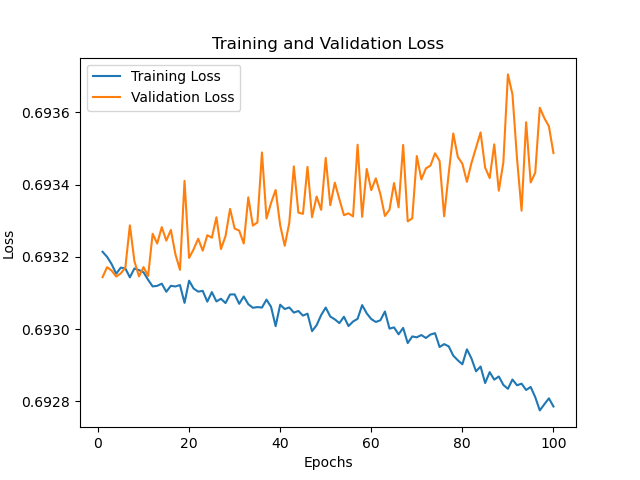 Training and Validation Loss
Training Loss
Validation Loss
0.6936
0.6934
0.6932
0.6930
0.6928
Loss
0
20
40
60
80
100
Epochs